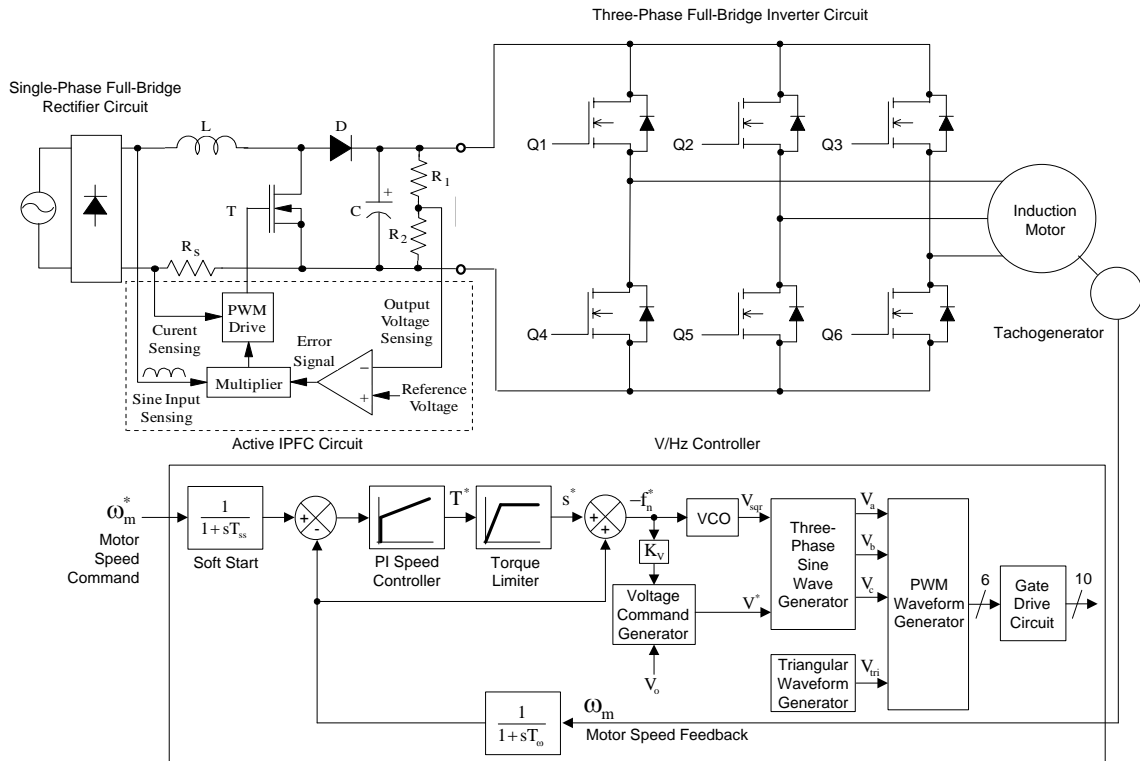 Three-Phase Full-Bridge Inverter Circuit
Single-Phase Full-Bridge
Rectifier Circuit
L
D
T
C
+
R1
R2
Rs
Q1
Q2
Q3
Q4
Q5
Q6
Induction
Motor
Tachogenerator
PWM
Drive
Curent
Sensing
Output
Voltage
Sensing
Error
Signal
Multiplier
−
+
Reference
Voltage
Sine Input
Sensing
Active IPFC Circuit
V/Hz Controller
ω*m
Motor
Speed
Command
1
1+sTss
Soft Start
+
-
PI Speed
Controller
T*
Torque
Limiter
s*
+
+
−f*n
KV
VCO
Vsqr
Voltage
Command
Generator
Vo
V*
Three-
Phase
Sine
Wave
Generator
Va
Vb
Vc
Triangular
Waveform
Generator
Vtri
PWM
Waveform
Generator
6
Gate
Drive
Circuit
10
1
1+sTω
ωm
Motor Speed Feedback